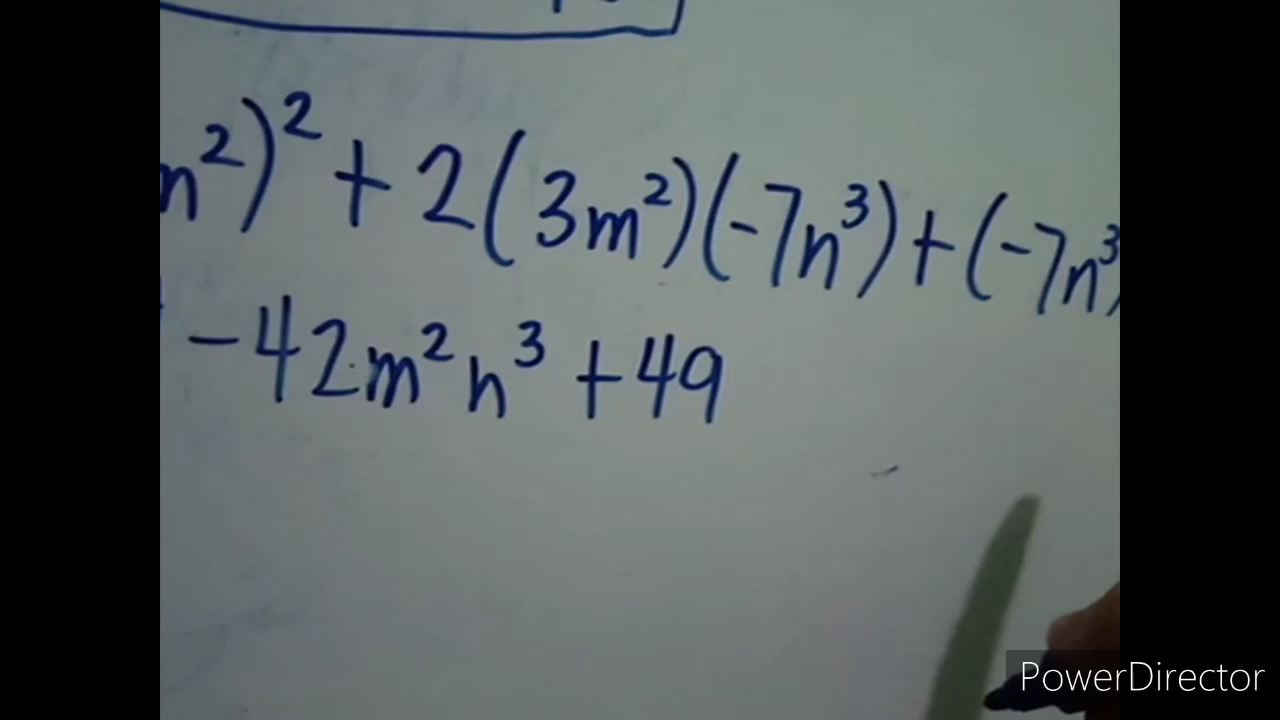 n²)² + 2(3m²)(-7n³) + (-7n³)
-42m²n³ + 49
PowerDirector